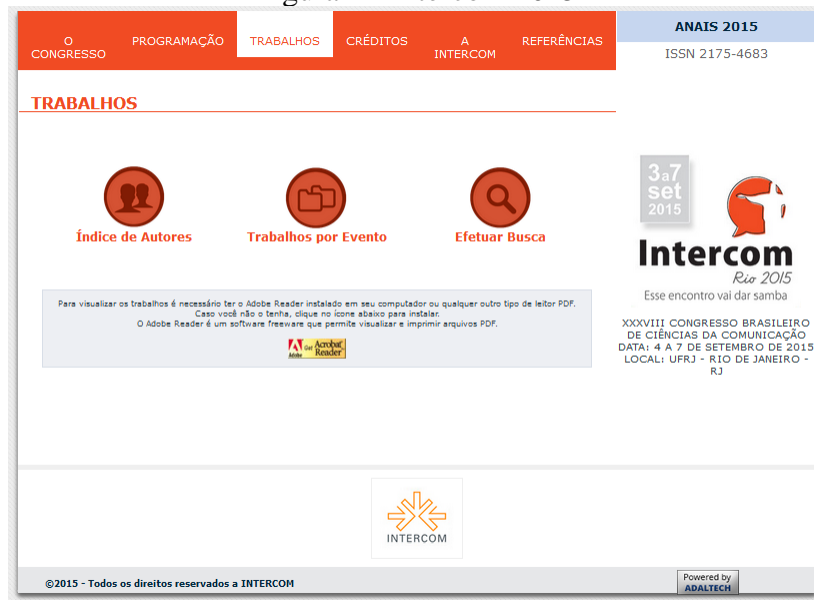 O CONGRESSO
PROGRAMAÇÃO
TRABALHOS
CRÉDITOS
A INTERCOM
REFERÊNCIAS
ANAIS 2015
ISSN 2175-4683
TRABALHOS
Índice de Autores
Trabalhos por Evento
Efetuar Busca
Para visualizar os trabalhos é necessário ter o Adobe Reader instalado em seu computador ou qualquer outro tipo de leitor PDF.
Caso você não o tenha, clique no ícone abaixo para instalar.
O Adobe Reader é um software freeware que permite visualizar e imprimir arquivos PDF.
Adobe
Get Acrobat
Reader
3a7
set
2015
Intercom
Rio 2015
Esse encontro vai dar samba
XXXVIII CONGRESSO BRASILEIRO
DE CIÊNCIAS DA COMUNICAÇÃO
DATA: 4 A 7 DE SETEMBRO DE 2015
LOCAL: UFRJ - RIO DE JANEIRO -
RJ
INTERCOM
©2015 - Todos os direitos reservados a INTERCOM
Powered by
ADALTECH